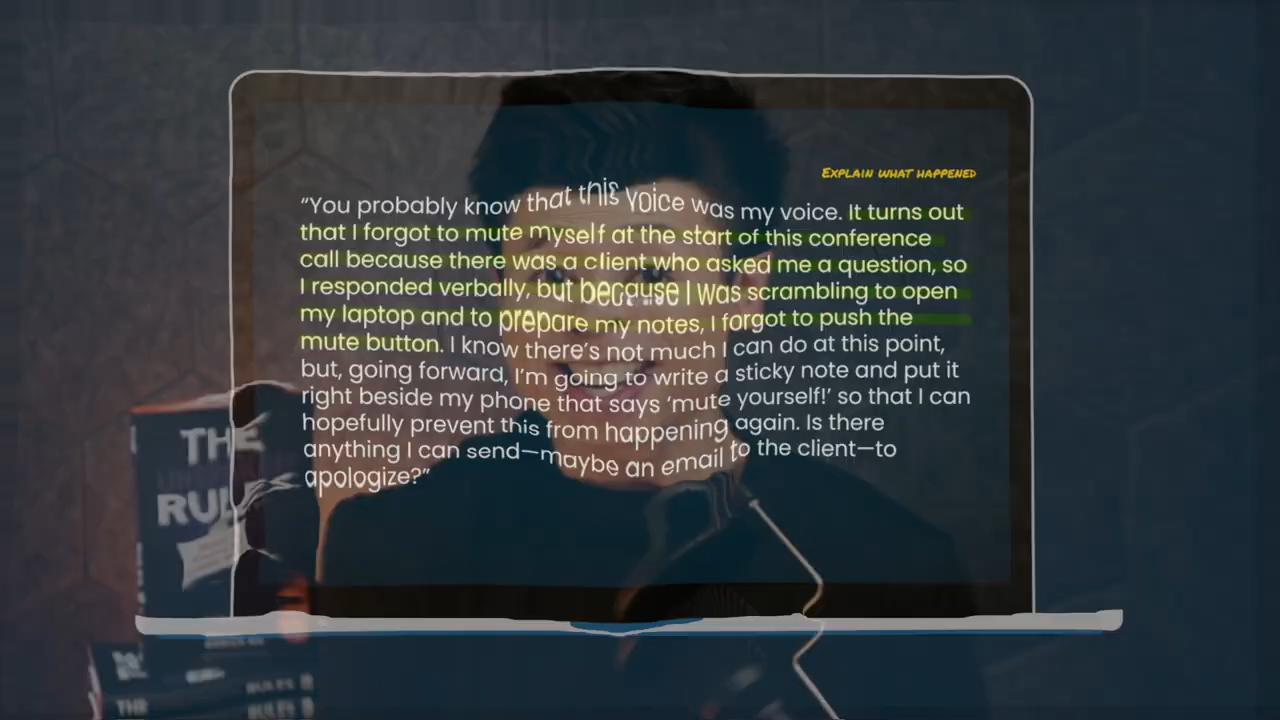 EXPLAIN WHAT HAPPENED
“You probably know that this voice was my voice. It turns out
that I forgot to mute myself at the start of this conference
call because there was a client who asked me a question, so
I responded verbally, but because I was scrambling to open
my laptop and to prepare my notes, I forgot to push the
mute button. I know there’s not much I can do at this point,
but, going forward, I’m going to write a sticky note and put it
right beside my phone that says ‘mute yourself!’ so that I can
hopefully prevent this from happening again. Is there
anything I can send—maybe an email to the client—to
apologize?”
THE
RUL
THE
RULES
RULES